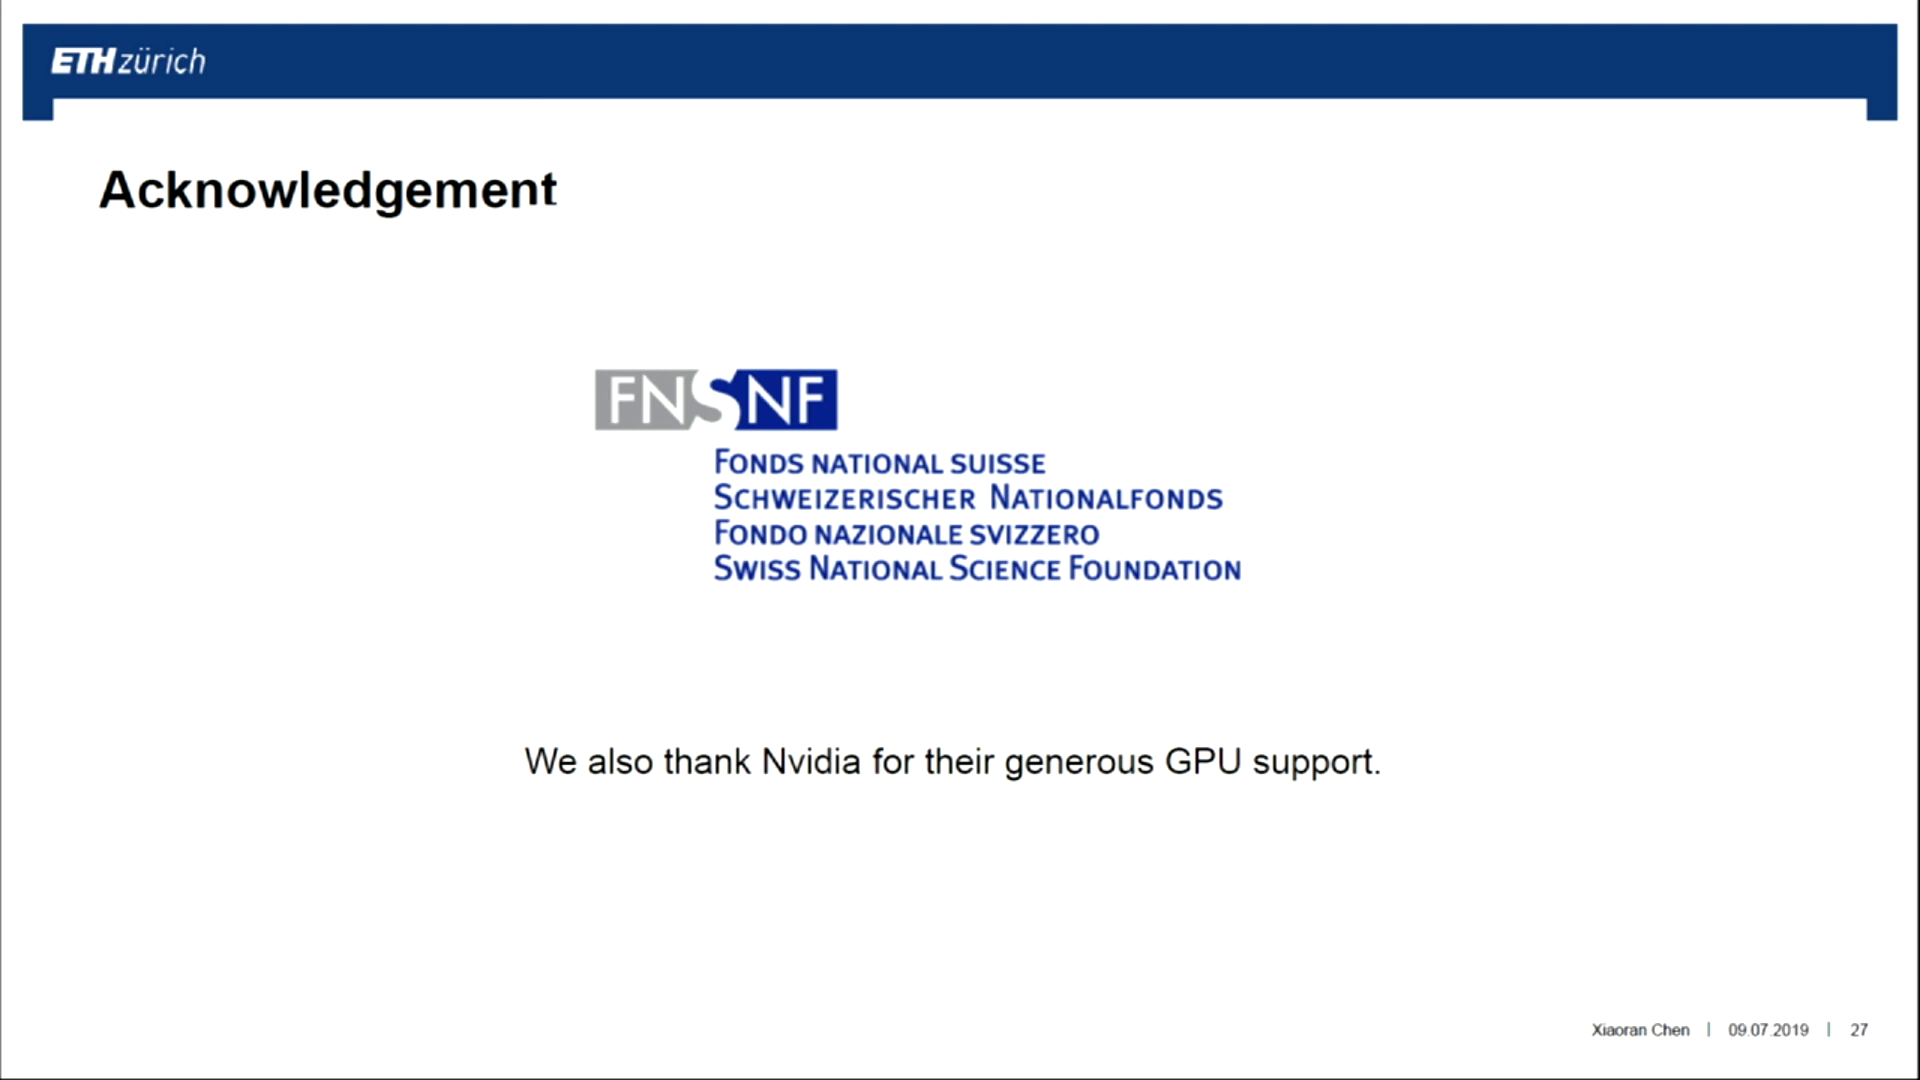 ETH zürich
Acknowledgement
FNSNF
FONDS NATIONAL SUISSE
SCHWEIZERISCHER NATIONALFONDS
FONDO NAZIONALE SVIZZERO
SWISS NATIONAL SCIENCE FOUNDATION
We also thank Nvidia for their generous GPU support.
Xiaoran Chen | 09.07.2019 | 27